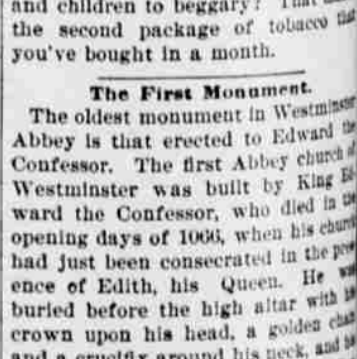 and children to beggary? That
the second package of tobacco that
you've bought in a month.
The First Monument.
The oldest monument in Westminster
Abbey is that erected to Edward the
Confessor. The first Abbey church of
Westminster was built by King Ed-
ward the Confessor, who died in the
opening days of 1066, when his church
had just been consecrated in the pres-
ence of Edith, his Queen. He was
buried before the high altar with his
crown upon his head, a golden chain
and a crucifix around his neck, and his